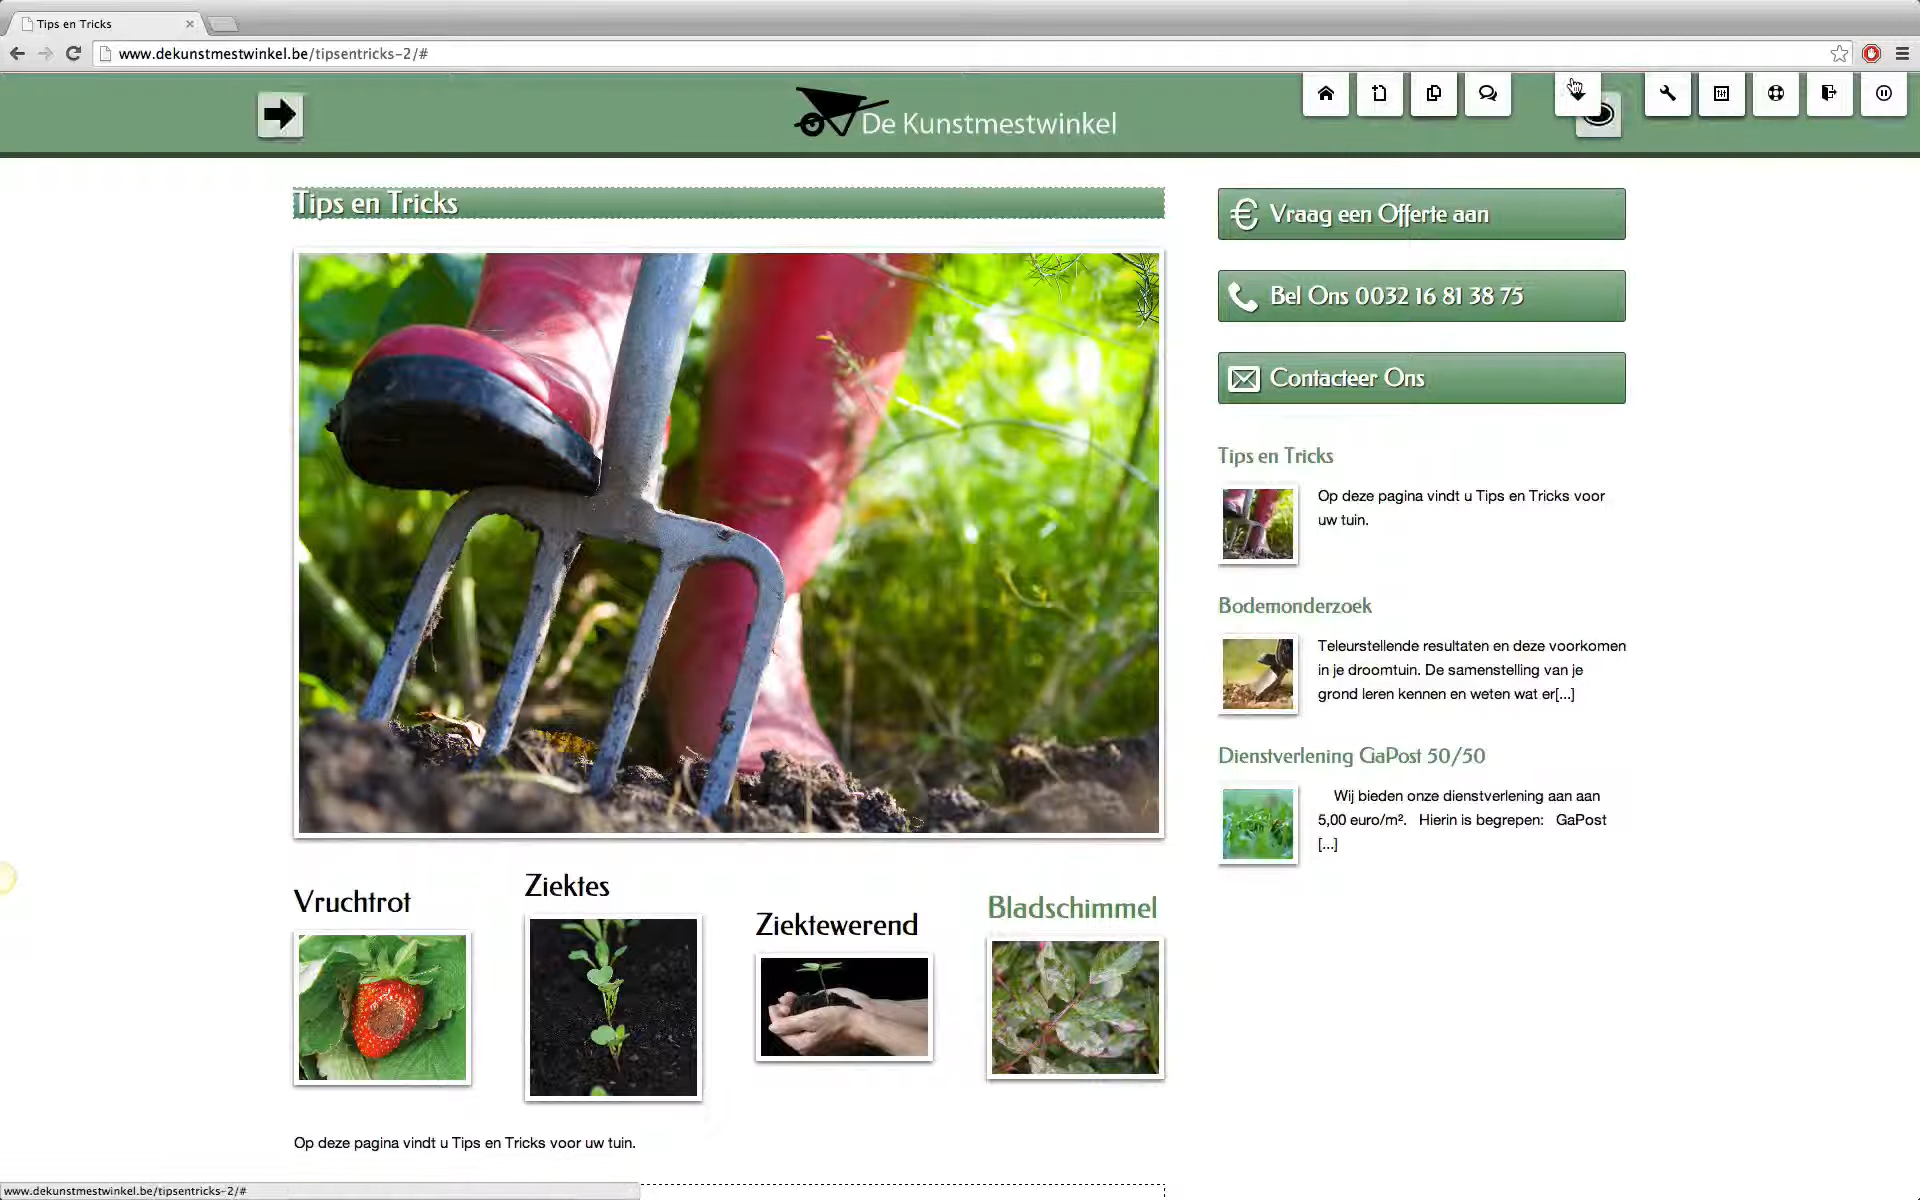 Tips en Tricks
www.dekunstmestwinkel.be/tipsentricks-2/#
De Kunstmestwinkel
Tips en Tricks
Vraag een Offerte aan
Bel Ons 0032 16 81 38 75
Contacteer Ons
Tips en Tricks
Op deze pagina vindt u Tips en Tricks voor
uw tuin.
Bodemonderzoek
Teleurstellende resultaten en deze voorkomen
in je droomtuin. De samenstelling van je
grond leren kennen en weten wat er[...]
Dienstverlening GaPost 50/50
Wij bieden onze dienstverlening aan aan
5,00 euro/m². Hierin is begrepen: GaPost
[...]
Vruchtrot
Ziektes
Ziektewerend
Bladschimmel
Op deze pagina vindt u Tips en Tricks voor uw tuin.
www.dekunstmestwinkel.be/tipsentricks-2/#